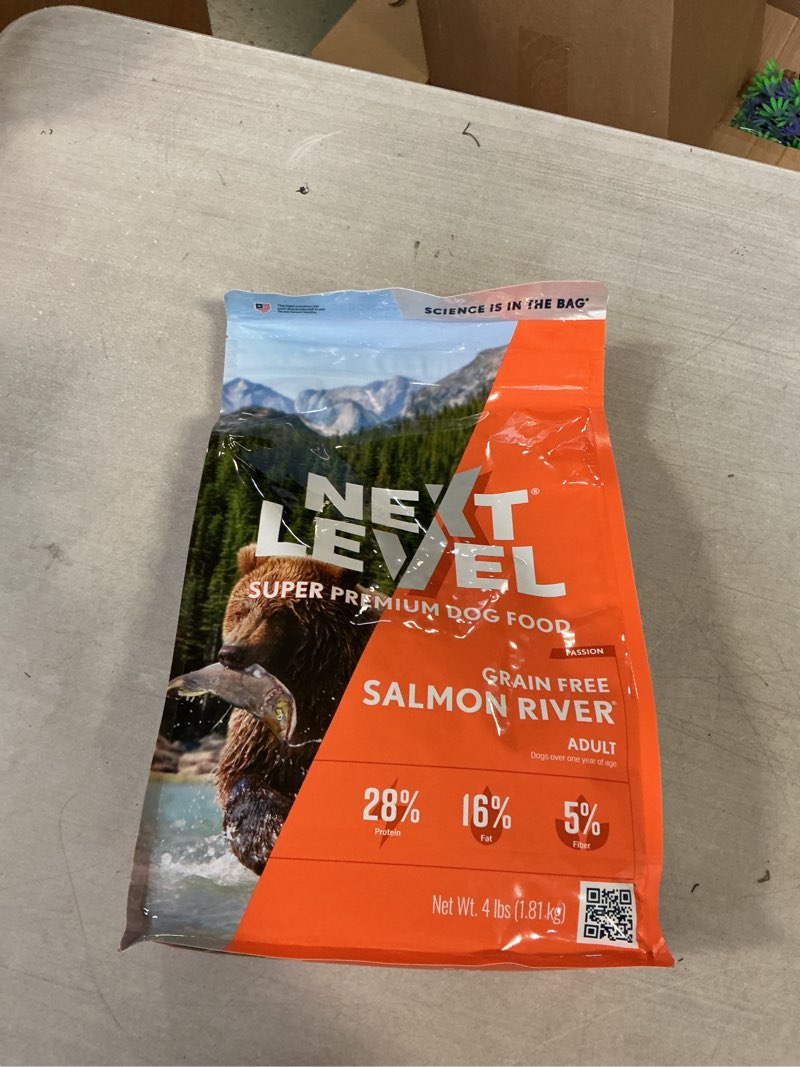 SCIENCE IS IN THE BAG®
NEXT
LEVEL®
SUPER PREMIUM DOG FOOD
PASSION
GRAIN FREE
SALMON RIVER®
ADULT
Dogs over one year of age
28% 16% 5%
Protein Fat Fiber
Net Wt. 4 lbs (1.81 kg)